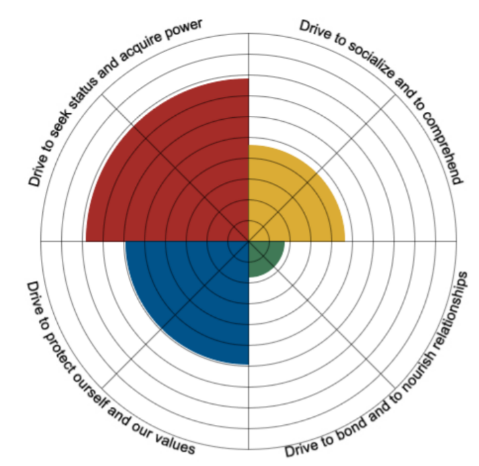 Drive to seek status and acquire power
Drive to socialize and to comprehend
Drive to protect ourself and our values
Drive to bond and to nourish relationships